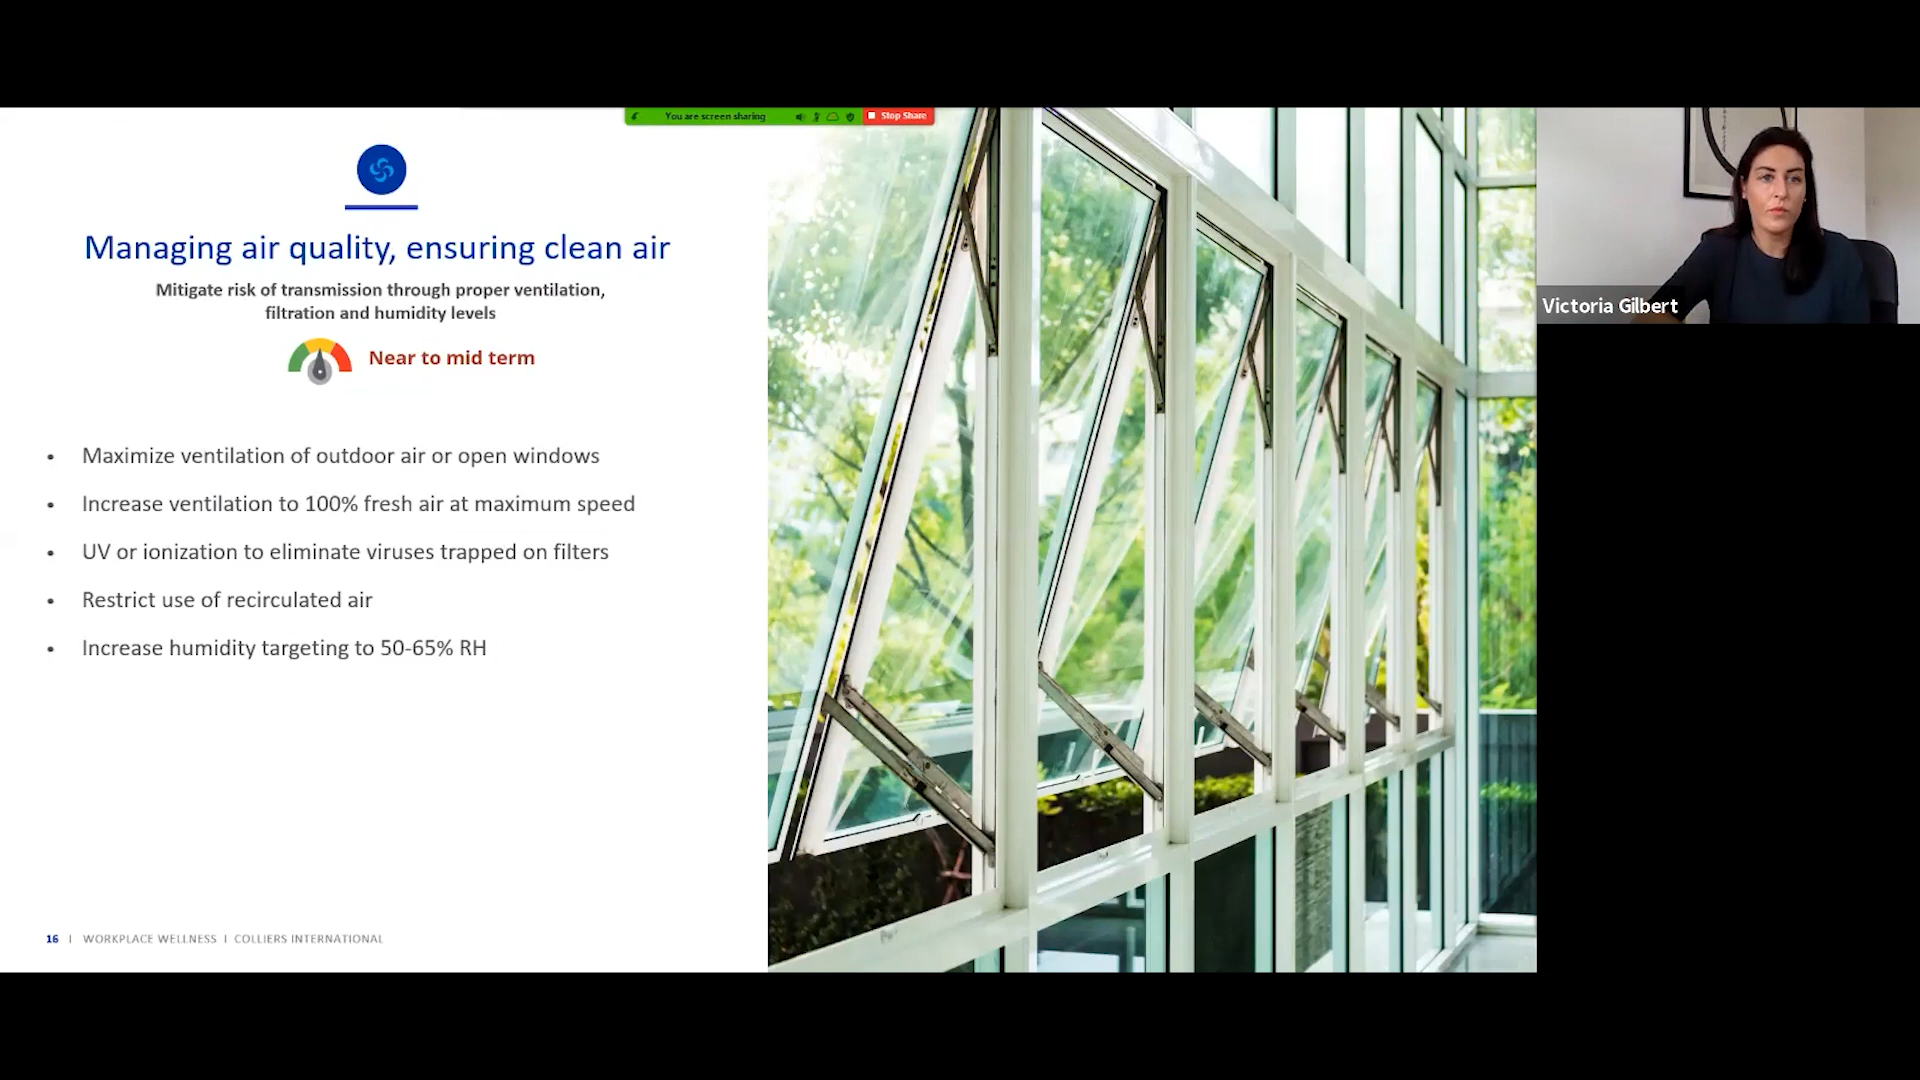 You are screen sharing
Stop Share
Managing air quality, ensuring clean air
Mitigate risk of transmission through proper ventilation,
filtration and humidity levels
Near to mid term
• Maximize ventilation of outdoor air or open windows
• Increase ventilation to 100% fresh air at maximum speed
• UV or ionization to eliminate viruses trapped on filters
• Restrict use of recirculated air
• Increase humidity targeting to 50-65% RH
16 | WORKPLACE WELLNESS | COLLIERS INTERNATIONAL
Victoria Gilbert